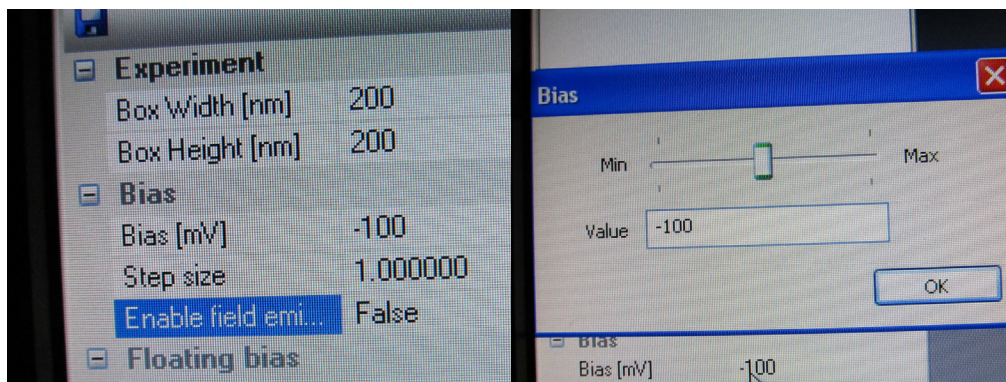 Experiment
Box Width [nm] 200
Box Height [nm] 200
Bias
Bias [mV] -100
Step size 1.000000
Enable field emi... False
Floating bias
Bias
Min Max
Value -100
OK
Bias
Bias [mV] -100